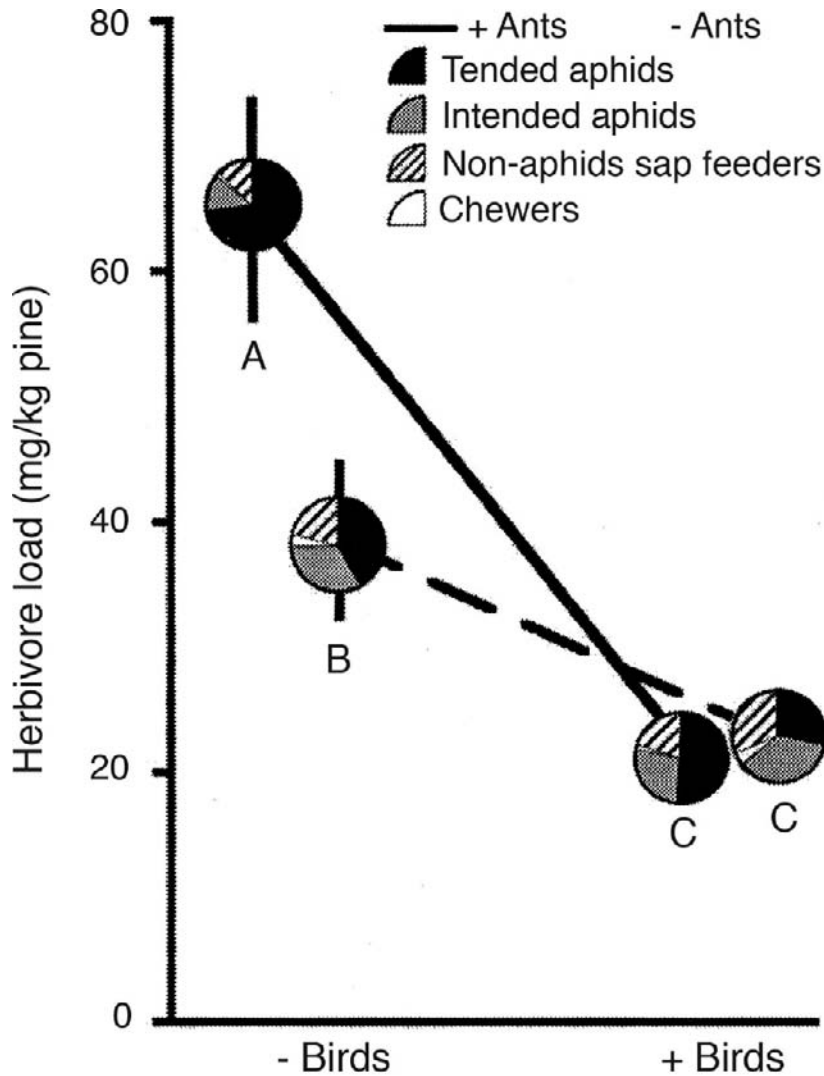 80
+ Ants - Ants
Tended aphids
Intended aphids
Non-aphids sap feeders
Chewers
60
A
40
B
20
C
C
0
- Birds + Birds
Herbivore load (mg/kg pine)